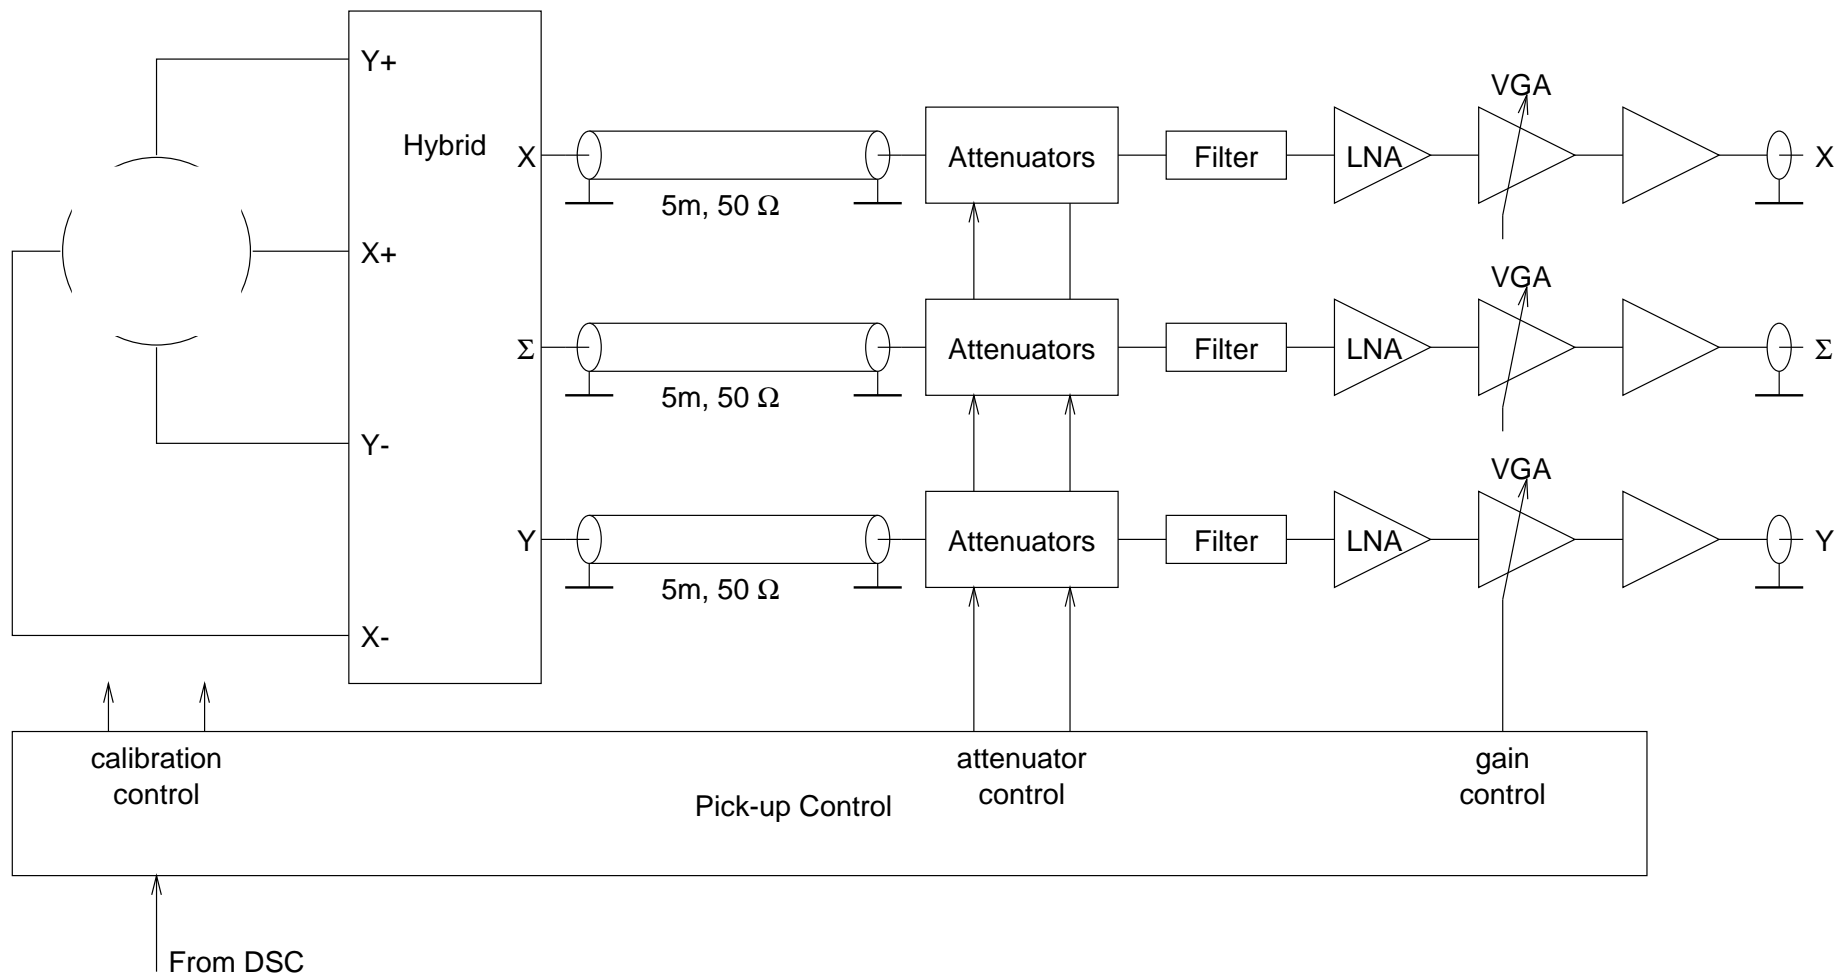 Y+
Hybrid
X+
Y-
X-
X
5m, 50 Ω
Attenuators
Filter
LNA
VGA
X
Σ
5m, 50 Ω
Attenuators
Filter
LNA
VGA
Σ
Y
5m, 50 Ω
Attenuators
Filter
LNA
VGA
Y
calibration
control
Pick-up Control
attenuator
control
gain
control
From DSC